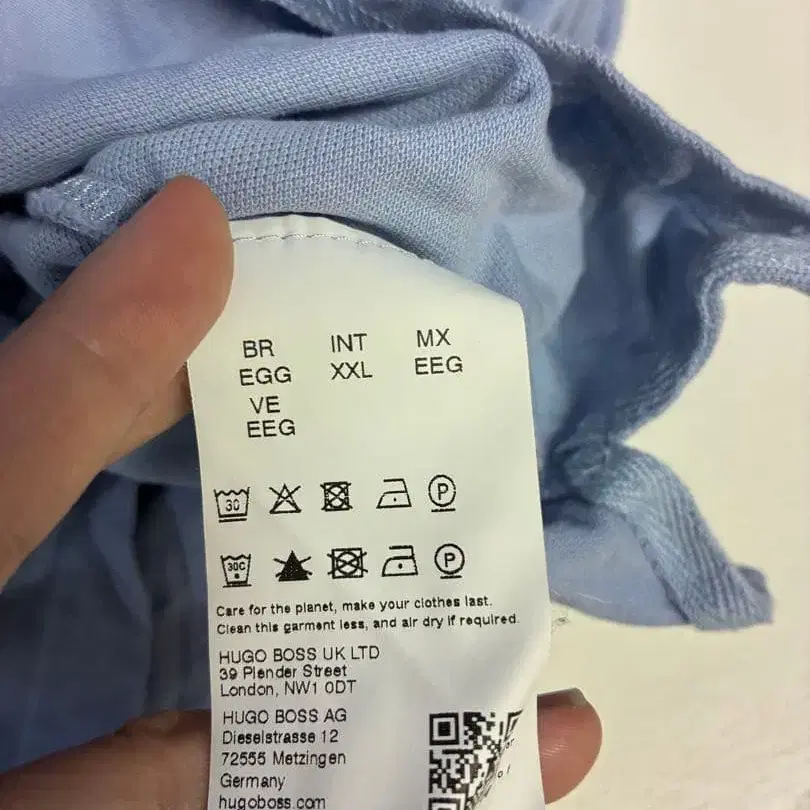 BR INT MX
EGG XXL EEG
VE
EEG
30
P
30C
P
Care for the planet, make your clothes last.
Clean this garment less, and air dry if required.
HUGO BOSS UK LTD
39 Plender Street
London, NW1 0DT
HUGO BOSS AG
Dieselstrasse 12
72555 Metzingen
Germany
hugoboss.com